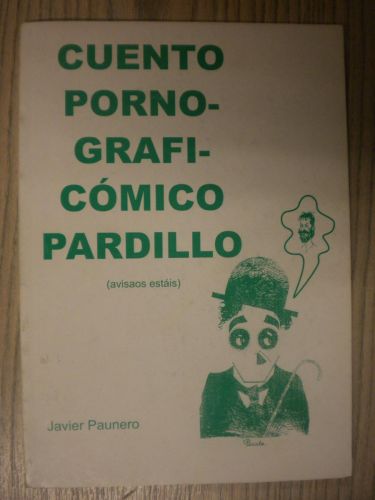 CUENTO
PORNO-
GRAFI-
CÓMICO
PARDILLO
(avisaos estáis)
Javier Paunero